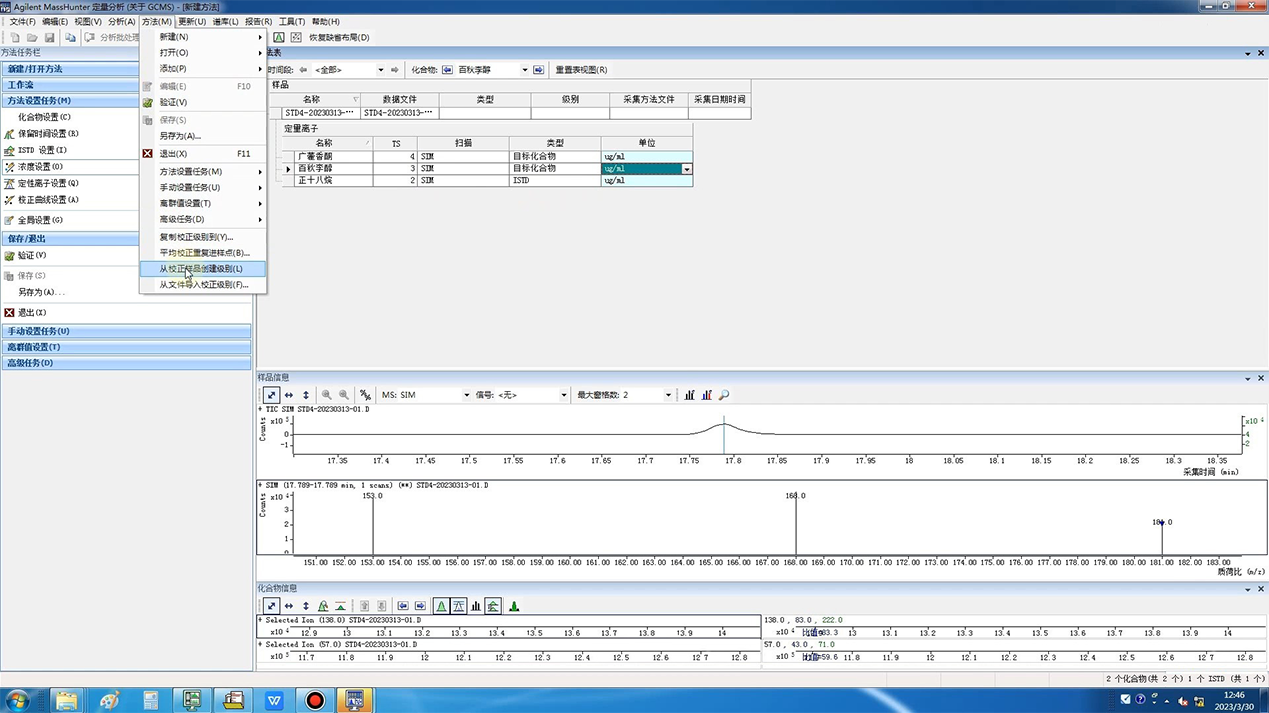 Agilent MassHunter 定量分析 (关于 GCMS) - [新建方法]
文件(F) 编辑(E) 视图(V) 分析(A) 方法(M) 更新(U) 谱库(L) 报告(R) 工具(T) 帮助(H)
分析批处 恢复缺省布局(D)
方法任务栏
新建/打开方法
工作流
方法设置任务(M)
化合物设置(C)
保留时间设置(R)
ISTD 设置(I)
浓度设置(O)
定性离子设置(Q)
校正曲线设置(A)
全局设置(G)
保存/退出
验证(V)
保存(S)
另存为(A)...
退出(X)
手动设置任务(U)
离群值设置(T)
高级任务(D)
新建(N)
打开(O)
添加(P)
编辑(E) F10
验证(V)
保存(S)
另存为(A)...
退出(X) F11
方法设置任务(M)
手动设置任务(U)
离群值设置(T)
高级任务(D)
复制校正级别到(Y)...
平均校正重复进样点(B)...
从校正样品创建级别(L)
从文件导入校正级别(F)...
法表
时间段: <全部> 化合物: 百秋李醇 重置表视图(R)
样品
名称 数据文件 类型 级别 采集方法文件 采集日期时间
STD4-20230313-... STD4-20230313-...
定量离子
名称 TS 扫描 类型 单位
广藿香酮 4 SIM 目标化合物 ug/ml
百秋李醇 3 SIM 目标化合物 ug/ml
正十八烷 2 SIM ISTD ug/ml
样品信息
MS: SIM 信号: <无> 最大窗格数: 2
+ TIC SIM STD4-20230313-01.D
Counts x10 5
0
-1
x10 4
4
2
17.35 17.4 17.45 17.5 17.55 17.6 17.65 17.7 17.75 17.8 17.85 17.9 17.95 18 18.05 18.1 18.15 18.2 18.25 18.3 18.35
采集时间 (min)
+ SIM (17.789-17.789 min, 1 scans) (**) STD4-20230313-01.D
Counts x10 4
3
2
1
0
153.0 168.0
151.00 152.00 153.00 154.00 155.00 156.00 157.00 158.00 159.00 160.00 161.00 162.00 163.00 164.00 165.00 166.00 167.00 168.00 169.00 170.00 171.00 172.00 173.00 174.00 175.00 176.00 177.00 178.00 179.00 180.00 181.00 182.00 183.00
质荷比 (m/z)
化合物信息
+ Selected Ion (138.0) STD4-20230313-01.D
x10 4 12.9 13 13.1 13.2 13.3 13.4 13.5 13.6 13.7 13.8 13.9 14
138.0 , 83.0, 222.0
x10 4 比值=83.3 13 13.1 13.2 13.3 13.4 13.5 13.6 13.7 13.8 13.9 14
+ Selected Ion (57.0) STD4-20230313-01.D
x10 5 11.7 11.8 11.9 12 12.1 12.2 12.3 12.4 12.5 12.6 12.7 12.8
57.0 , 43.0, 71.0
x10 5 比值=59.6 11.8 11.9 12 12.1 12.2 12.3 12.4 12.5 12.6 12.7 12.8
2 个化合物(共 2 个) 1 个 ISTD (共 1 个)
12:46
2023/3/30